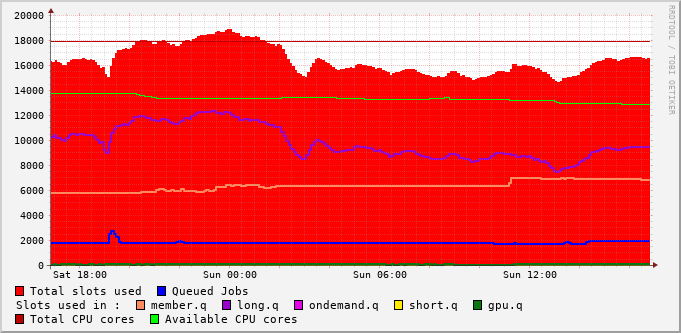 20000
18000
16000
14000
12000
10000
8000
6000
4000
2000
0
Sat 18:00 Sun 00:00 Sun 06:00 Sun 12:00
Total slots used Queued Jobs
Slots used in : member.q long.q ondemand.q short.q gpu.q
Total CPU cores Available CPU cores
RRDTOOL / TOBI OETIKER